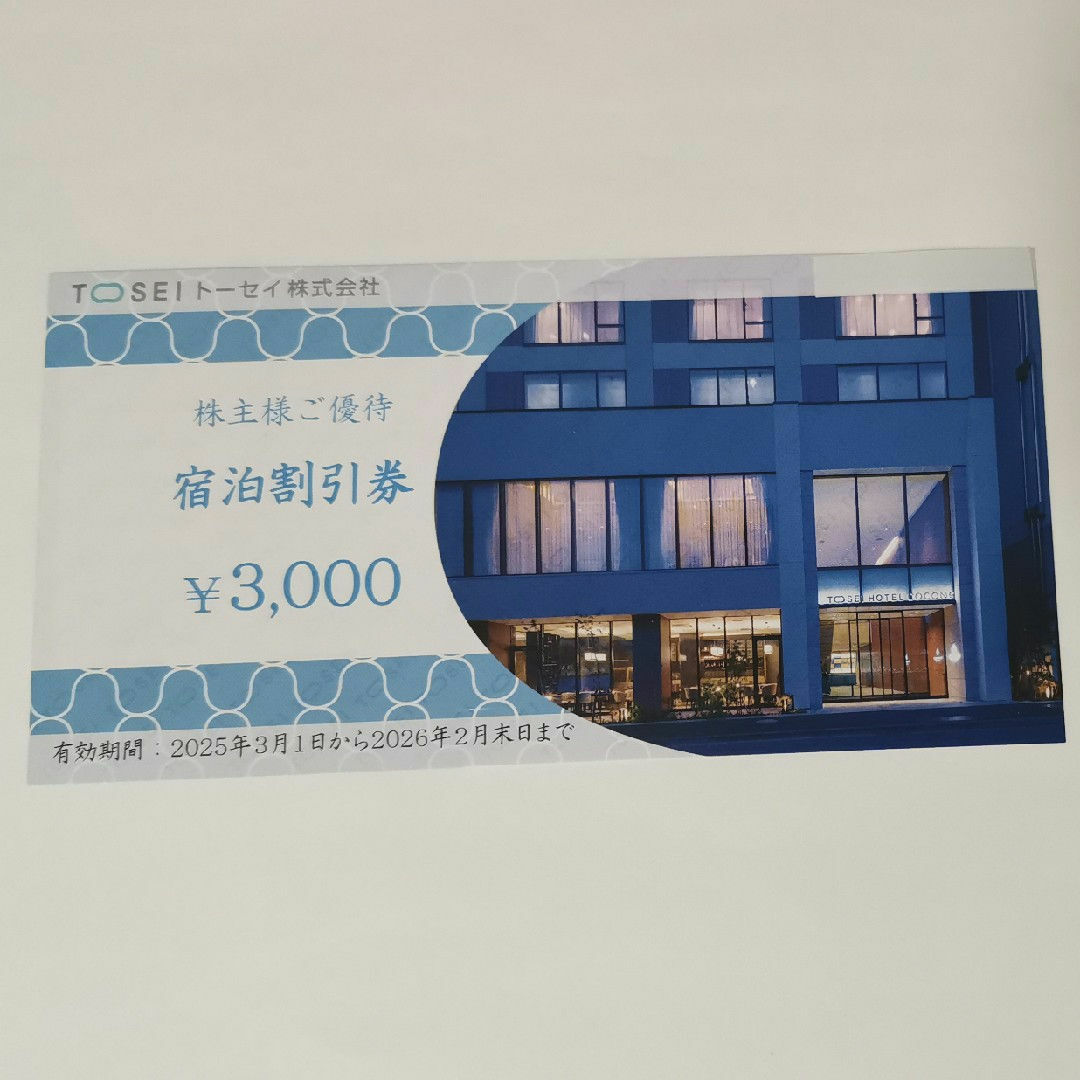 TOSEI トーセイ株式会社
株主様ご優待
宿泊割引券
¥3,000
TOSEI HOTEL COCONE
有効期間：2025年3月1日から2026年2月末日まで